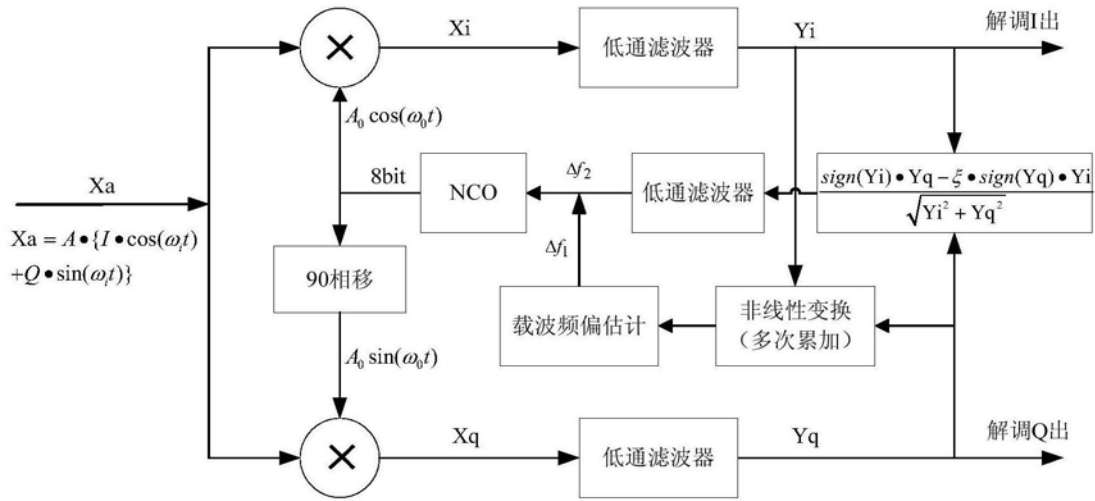 Xi
低通滤波器
Yi
解调I出
A₀ cos(ω₀t)
Xa
8bit
NCO
Δf₂
低通滤波器
sign(Yi)•Yq−ξ•sign(Yq)•Yi
√Yi²+Yq²
Xa = A•{I•cos(ωᵢt)
+Q•sin(ωᵢt)}
Δf₁
90相移
载波频偏估计
非线性变换
（多次累加）
A₀ sin(ω₀t)
Xq
低通滤波器
Yq
解调Q出